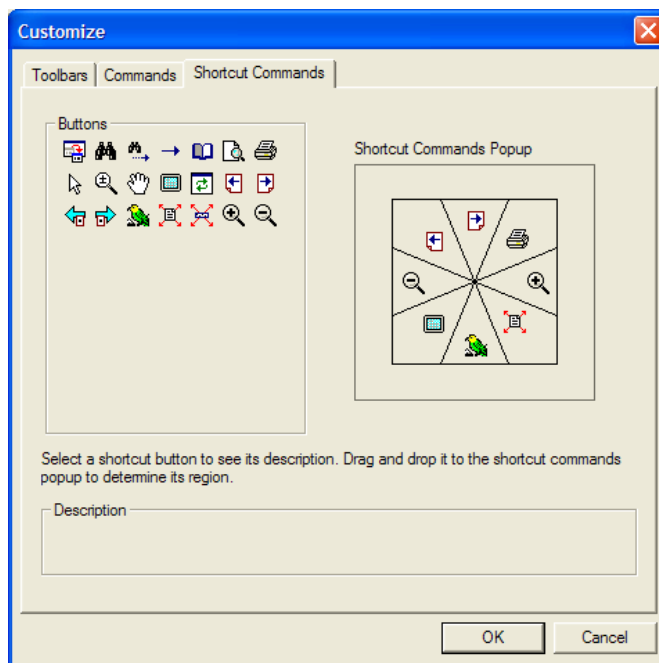 Customize
Toolbars
Commands
Shortcut Commands
Buttons
Shortcut Commands Popup
Select a shortcut button to see its description. Drag and drop it to the shortcut commands
popup to determine its region.
Description
OK
Cancel